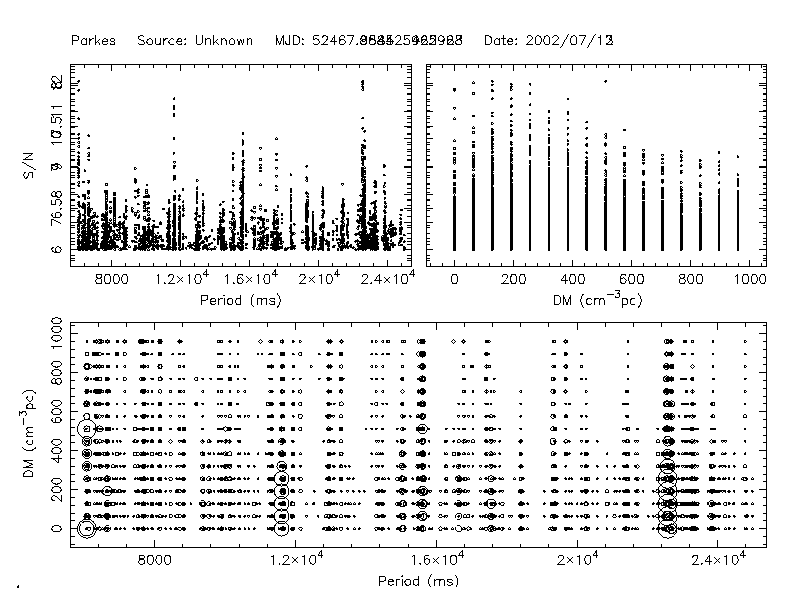 Parkes Source: Unknown MJD: Date: 2002/07/
S/N
6
9
8000 1.2×10⁴ 1.6×10⁴ 2×10⁴ 2.4×10⁴
Period (ms)
0 200 400 600 800 1000
DM (cm⁻³pc)
DM (cm⁻³pc)
1000
800
600
400
200
0
8000 1.2×10⁴ 1.6×10⁴ 2×10⁴ 2.4×10⁴
Period (ms)